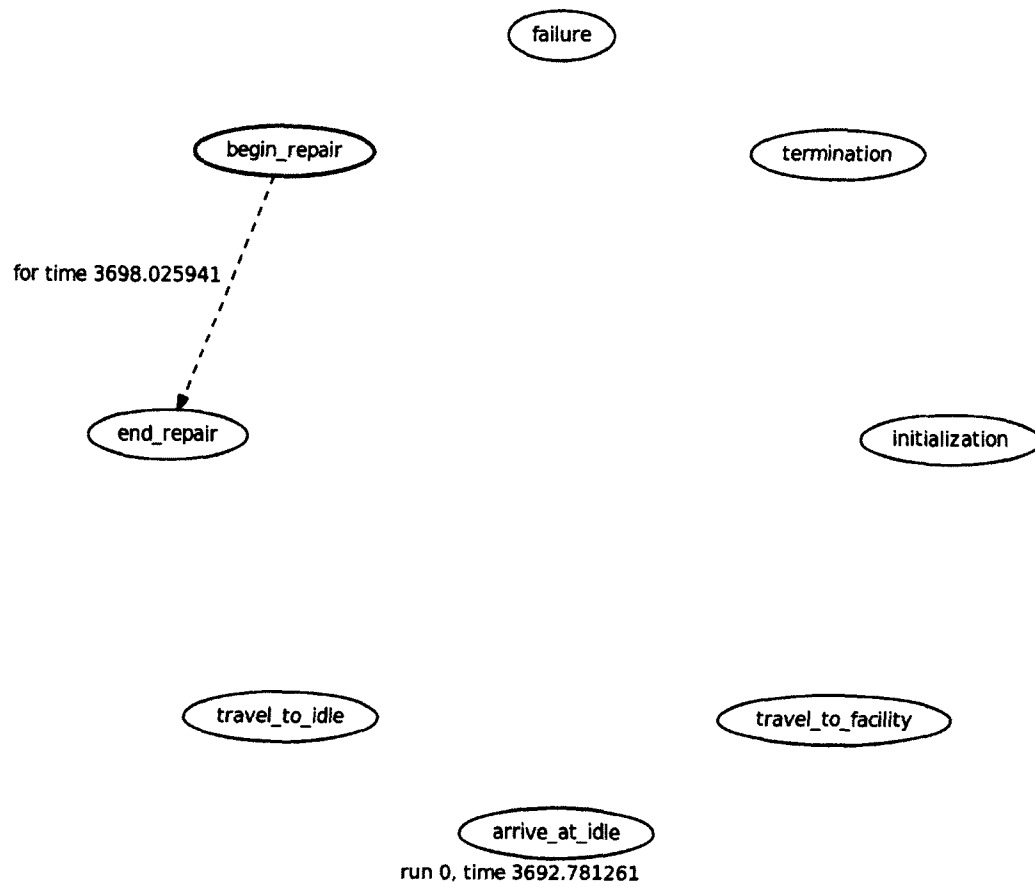 failure
begin_repair
termination
for time 3698.025941
end_repair
initialization
travel_to_idle
travel_to_facility
arrive_at_idle
run 0, time 3692.781261